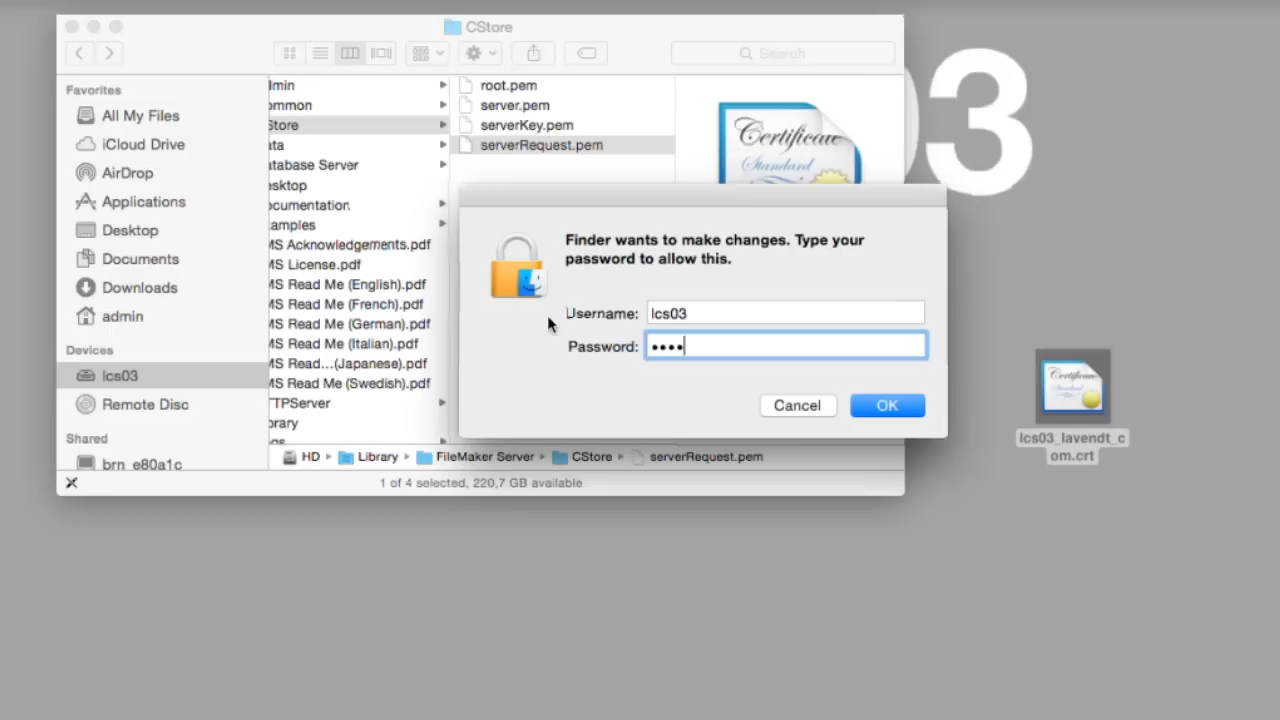 CStore
Search
Favorites
All My Files
iCloud Drive
AirDrop
Applications
Desktop
Documents
Downloads
admin
Devices
lcs03
Remote Disc
Shared
brn_e80a1c
lmin
ommon
Store
ata
atabase Server
esktop
ocumentation
amples
MS Acknowledgements.pdf
MS License.pdf
MS Read Me (English).pdf
MS Read Me (French).pdf
MS Read Me (German).pdf
MS Read Me (Italian).pdf
MS Read...(Japanese).pdf
MS Read Me (Swedish).pdf
TTPServer
brary
root.pem
server.pem
serverKey.pem
serverRequest.pem
Certificate
Standard
Finder wants to make changes. Type your
password to allow this.
Username: lcs03
Password: ••••
Cancel OK
HD Library FileMaker Server CStore serverRequest.pem
1 of 4 selected, 220,7 GB available
3
Certificate
Standard
lcs03_lavendt_c
om.crt